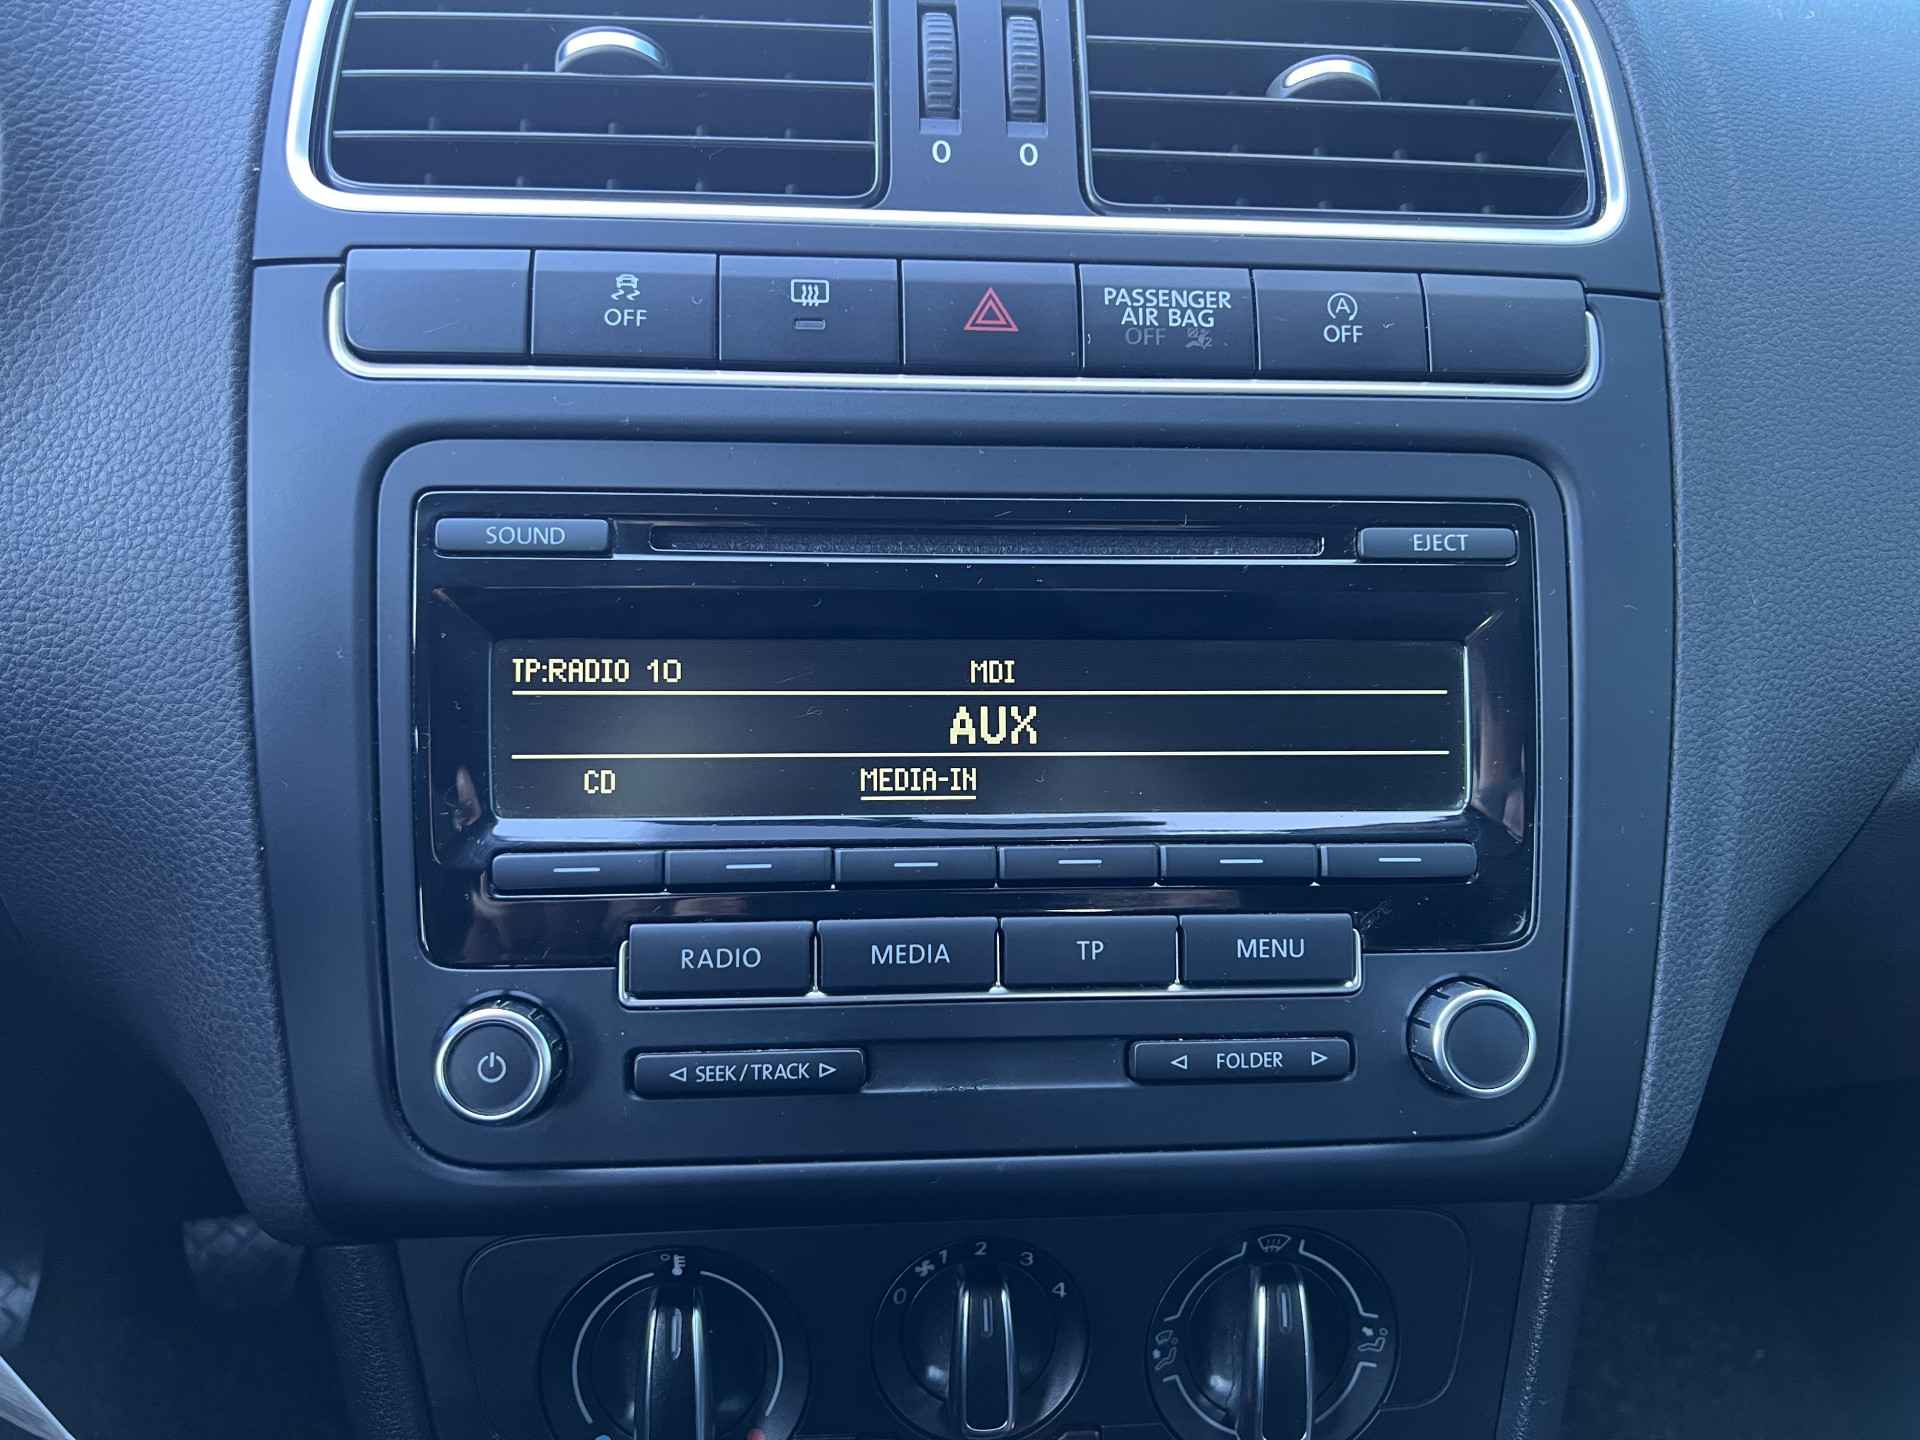 0 0
OFF
PASSENGER
AIR BAG
OFF
A
OFF
SOUND
EJECT
TP:RADIO 10 MDI
AUX
CD MEDIA-IN
RADIO MEDIA TP MENU
SEEK/TRACK
FOLDER
0 1 2 3 4